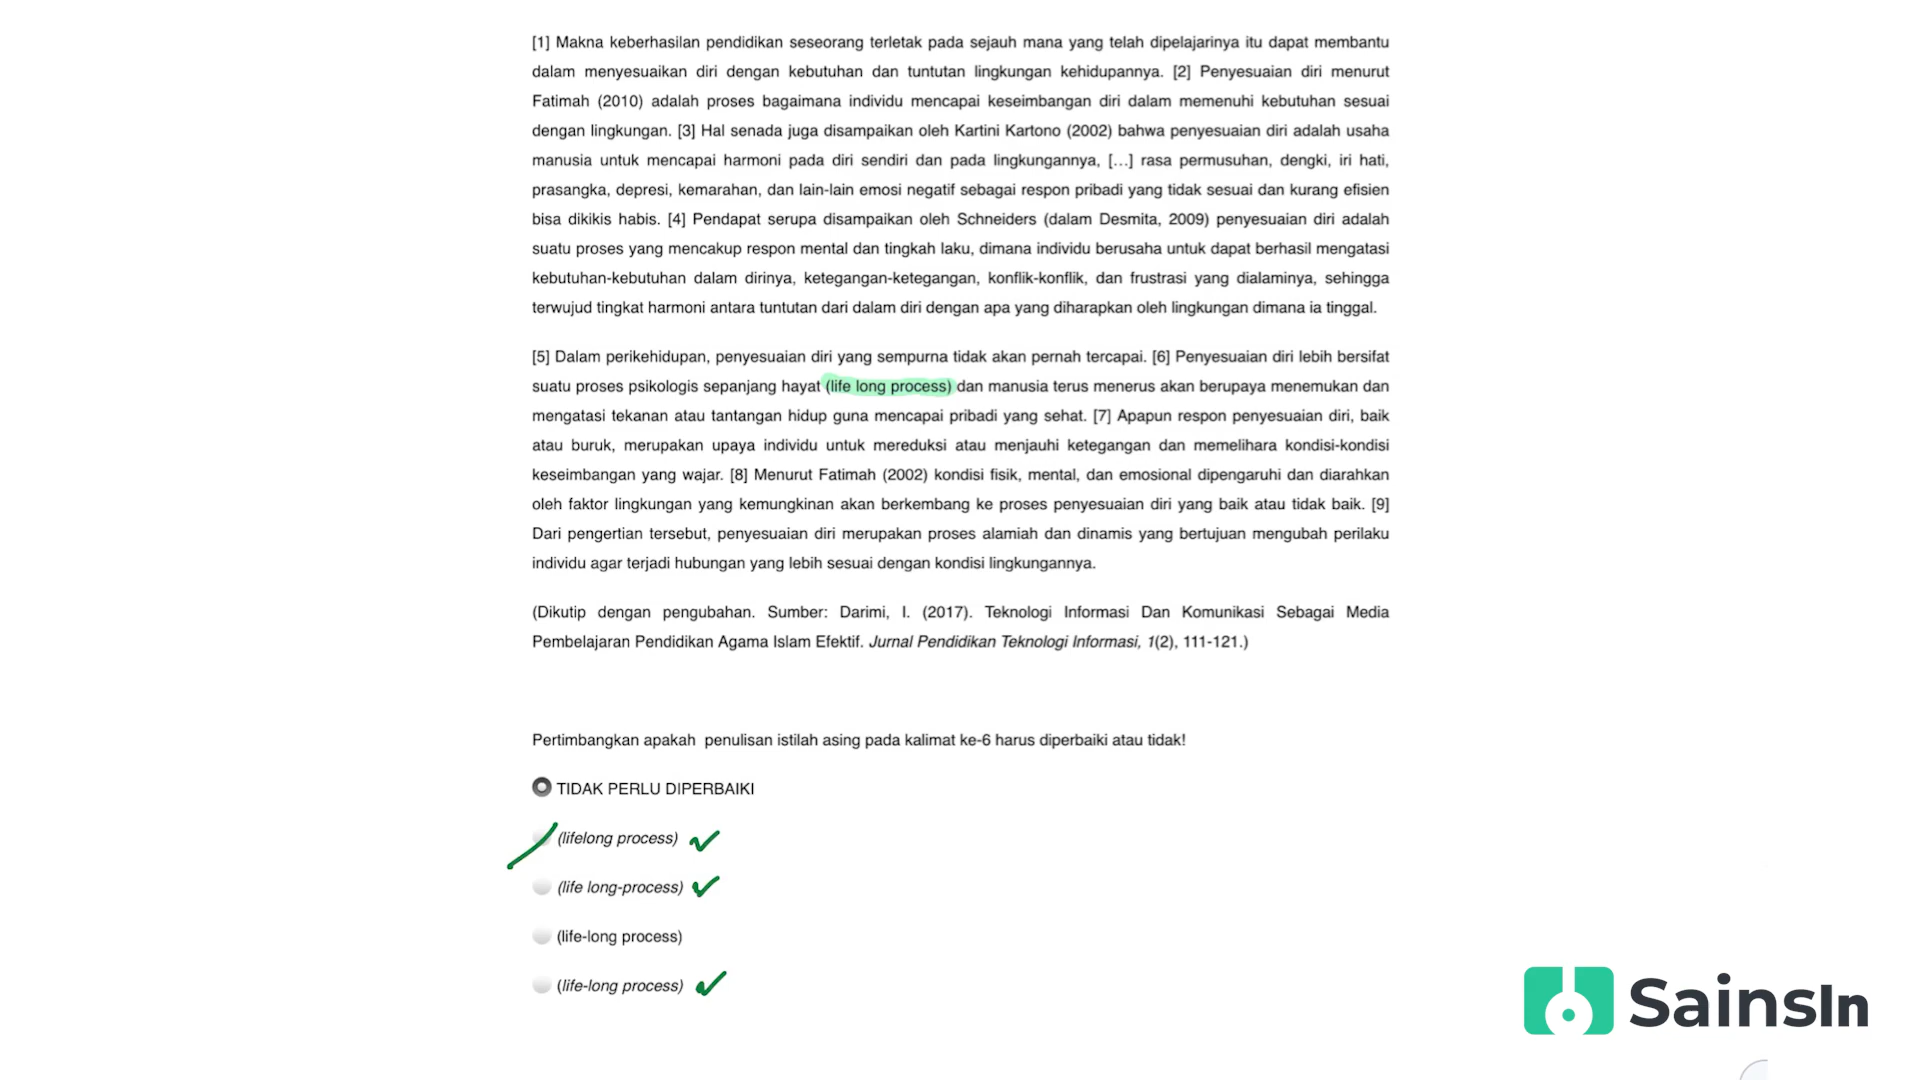 [1] Makna keberhasilan pendidikan seseorang terletak pada sejauh mana yang telah dipelajarinya itu dapat membantu
dalam menyesuaikan diri dengan kebutuhan dan tuntutan lingkungan kehidupannya. [2] Penyesuaian diri menurut
Fatimah (2010) adalah proses bagaimana individu mencapai keseimbangan diri dalam memenuhi kebutuhan sesuai
dengan lingkungan. [3] Hal senada juga disampaikan oleh Kartini Kartono (2002) bahwa penyesuaian diri adalah usaha
manusia untuk mencapai harmoni pada diri sendiri dan pada lingkungannya, [...] rasa permusuhan, dengki, iri hati,
prasangka, depresi, kemarahan, dan lain-lain emosi negatif sebagai respon pribadi yang tidak sesuai dan kurang efisien
bisa dikikis habis. [4] Pendapat serupa disampaikan oleh Schneiders (dalam Desmita, 2009) penyesuaian diri adalah
suatu proses yang mencakup respon mental dan tingkah laku, dimana individu berusaha untuk dapat berhasil mengatasi
kebutuhan-kebutuhan dalam dirinya, ketegangan-ketegangan, konflik-konflik, dan frustrasi yang dialaminya, sehingga
terwujud tingkat harmoni antara tuntutan dari dalam diri dengan apa yang diharapkan oleh lingkungan dimana ia tinggal.
[5] Dalam perikehidupan, penyesuaian diri yang sempurna tidak akan pernah tercapai. [6] Penyesuaian diri lebih bersifat
suatu proses psikologis sepanjang hayat (life long process) dan manusia terus menerus akan berupaya menemukan dan
mengatasi tekanan atau tantangan hidup guna mencapai pribadi yang sehat. [7] Apapun respon penyesuaian diri, baik
atau buruk, merupakan upaya individu untuk mereduksi atau menjauhi ketegangan dan memelihara kondisi-kondisi
keseimbangan yang wajar. [8] Menurut Fatimah (2002) kondisi fisik, mental, dan emosional dipengaruhi dan diarahkan
oleh faktor lingkungan yang kemungkinan akan berkembang ke proses penyesuaian diri yang baik atau tidak baik. [9]
Dari pengertian tersebut, penyesuaian diri merupakan proses alamiah dan dinamis yang bertujuan mengubah perilaku
individu agar terjadi hubungan yang lebih sesuai dengan kondisi lingkungannya.
(Dikutip dengan pengubahan. Sumber: Darimi, I. (2017). Teknologi Informasi Dan Komunikasi Sebagai Media
Pembelajaran Pendidikan Agama Islam Efektif. Jurnal Pendidikan Teknologi Informasi, 1(2), 111-121.)
Pertimbangkan apakah penulisan istilah asing pada kalimat ke-6 harus diperbaiki atau tidak!
TIDAK PERLU DIPERBAIKI
(lifelong process)
(life long-process)
(life-long process)
(life-long process)
SainsIn